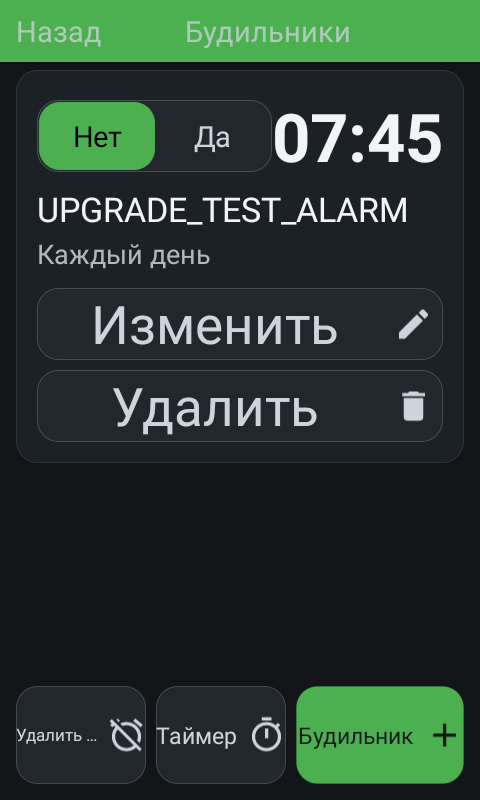 Назад Будильники
Нет Да 07:45
UPGRADE_TEST_ALARM
Каждый день
Изменить
Удалить
Удалить ... Таймер Будильник